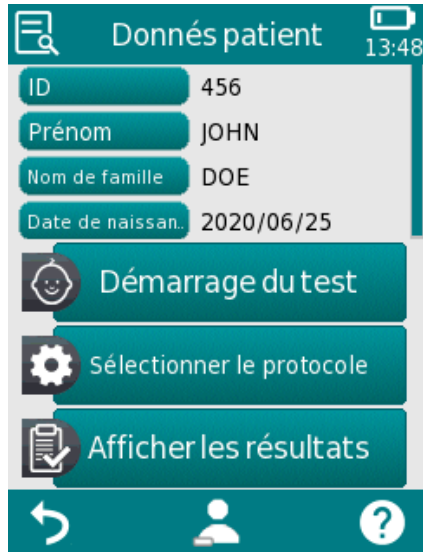 Donnés patient
13:48
ID 456
Prénom JOHN
Nom de famille DOE
Date de naissan.. 2020/06/25
Démarrage du test
Sélectionner le protocole
Afficher les résultats
?